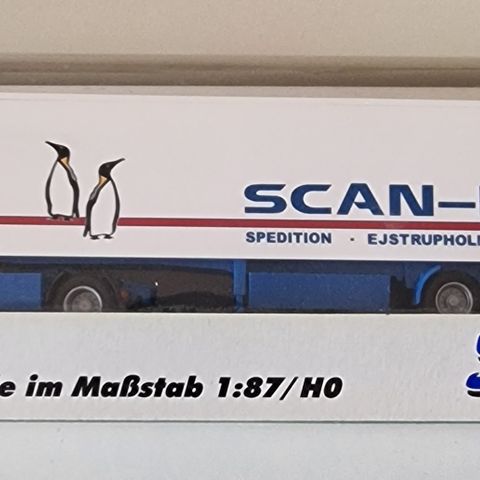 SCAN–
SPEDITION · EJSTRUPHOL
im Maßstab 1:87/H0